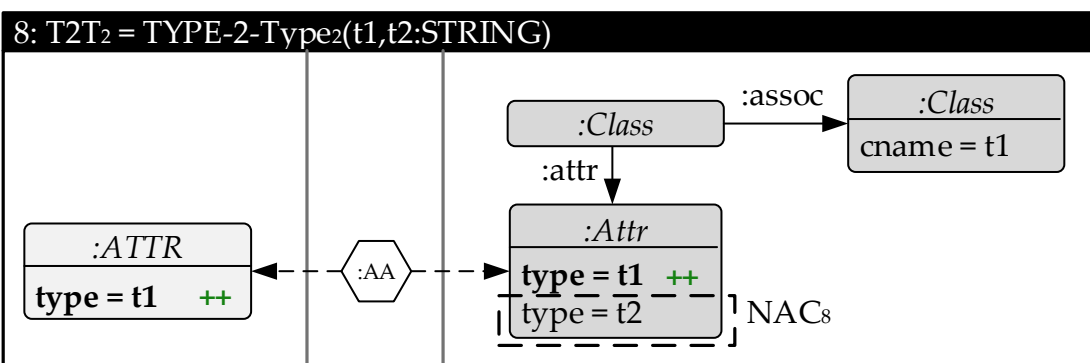 8: T2T₂ = TYPE-2-Type₂(t1,t2:STRING)
:Class
:assoc
:Class
cname = t1
:attr
:ATTR
type = t1 ++
:AA
:Attr
type = t1 ++
type = t2
NAC₈